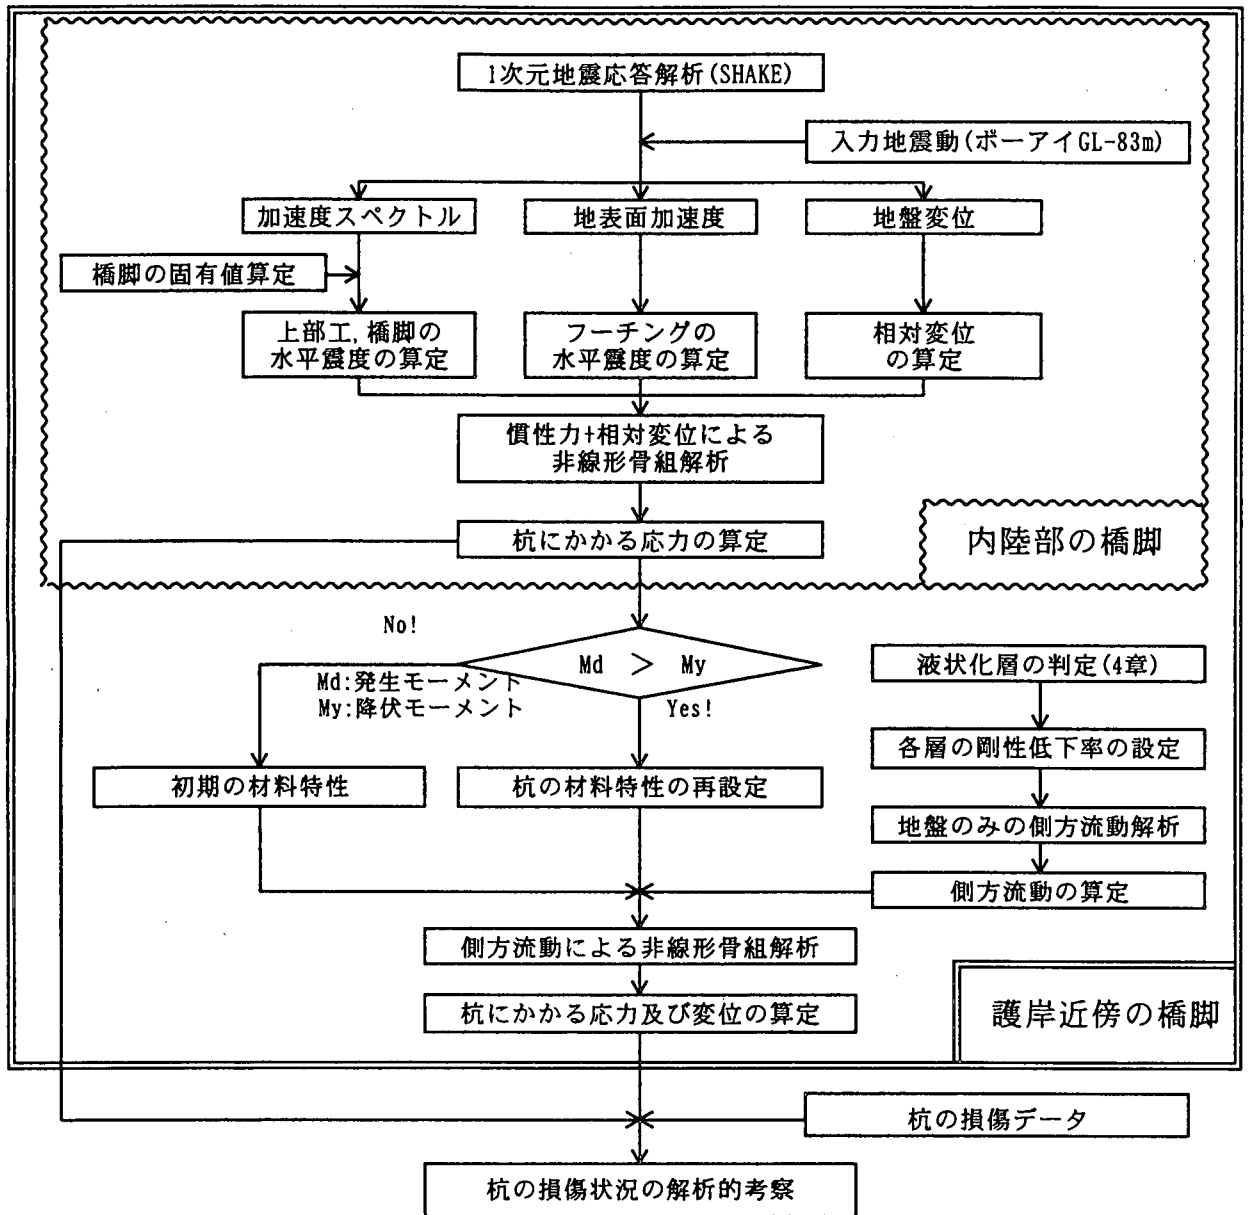 1次元地震応答解析(SHAKE)
入力地震動(ボーアイGL-83m)
加速度スペクトル
地表面加速度
地盤変位
橋脚の固有値算定
上部工,橋脚の
水平震度の算定
フーチングの
水平震度の算定
相対変位
の算定
慣性力+相対変位による
非線形骨組解析
杭にかかる応力の算定
内陸部の橋脚
No!
Md > My
Md:発生モーメント
My:降伏モーメント
Yes!
液状化層の判定(4章)
各層の剛性低下率の設定
初期の材料特性
杭の材料特性の再設定
地盤のみの側方流動解析
側方流動の算定
側方流動による非線形骨組解析
杭にかかる応力及び変位の算定
護岸近傍の橋脚
杭の損傷データ
杭の損傷状況の解析的考察